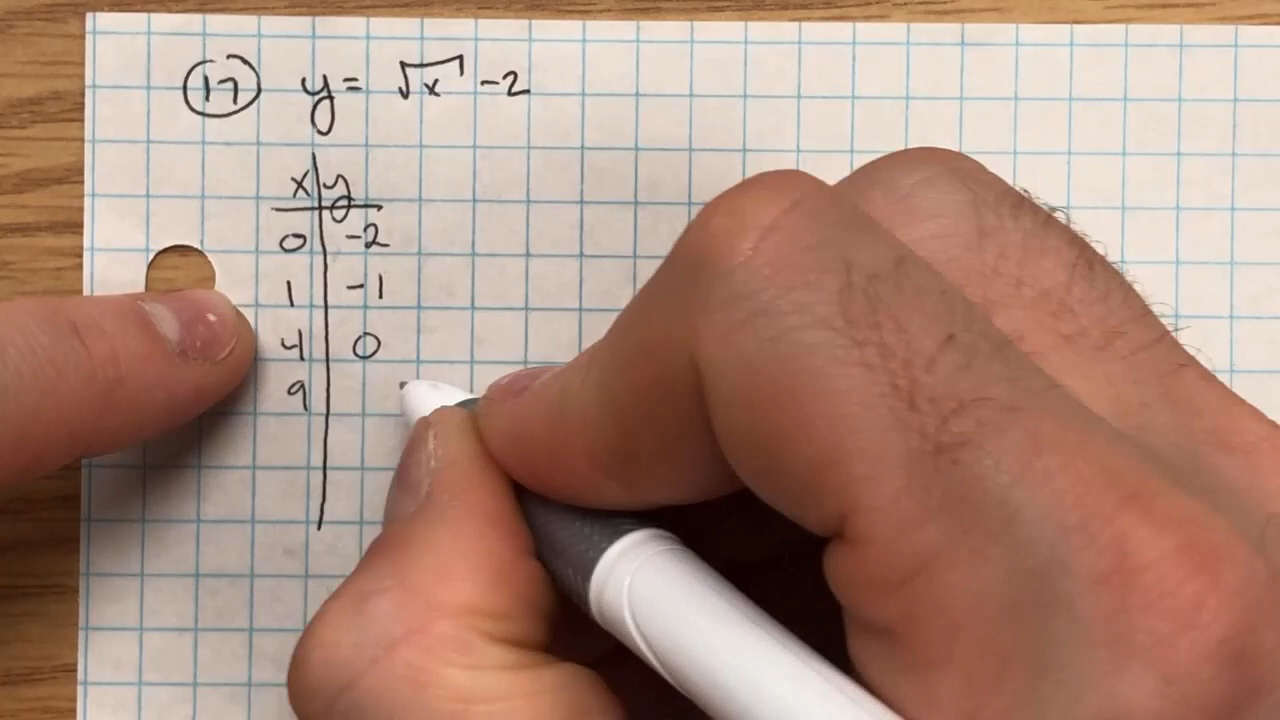 17 y = √x -2
x y
0 -2
1 -1
4 0
9